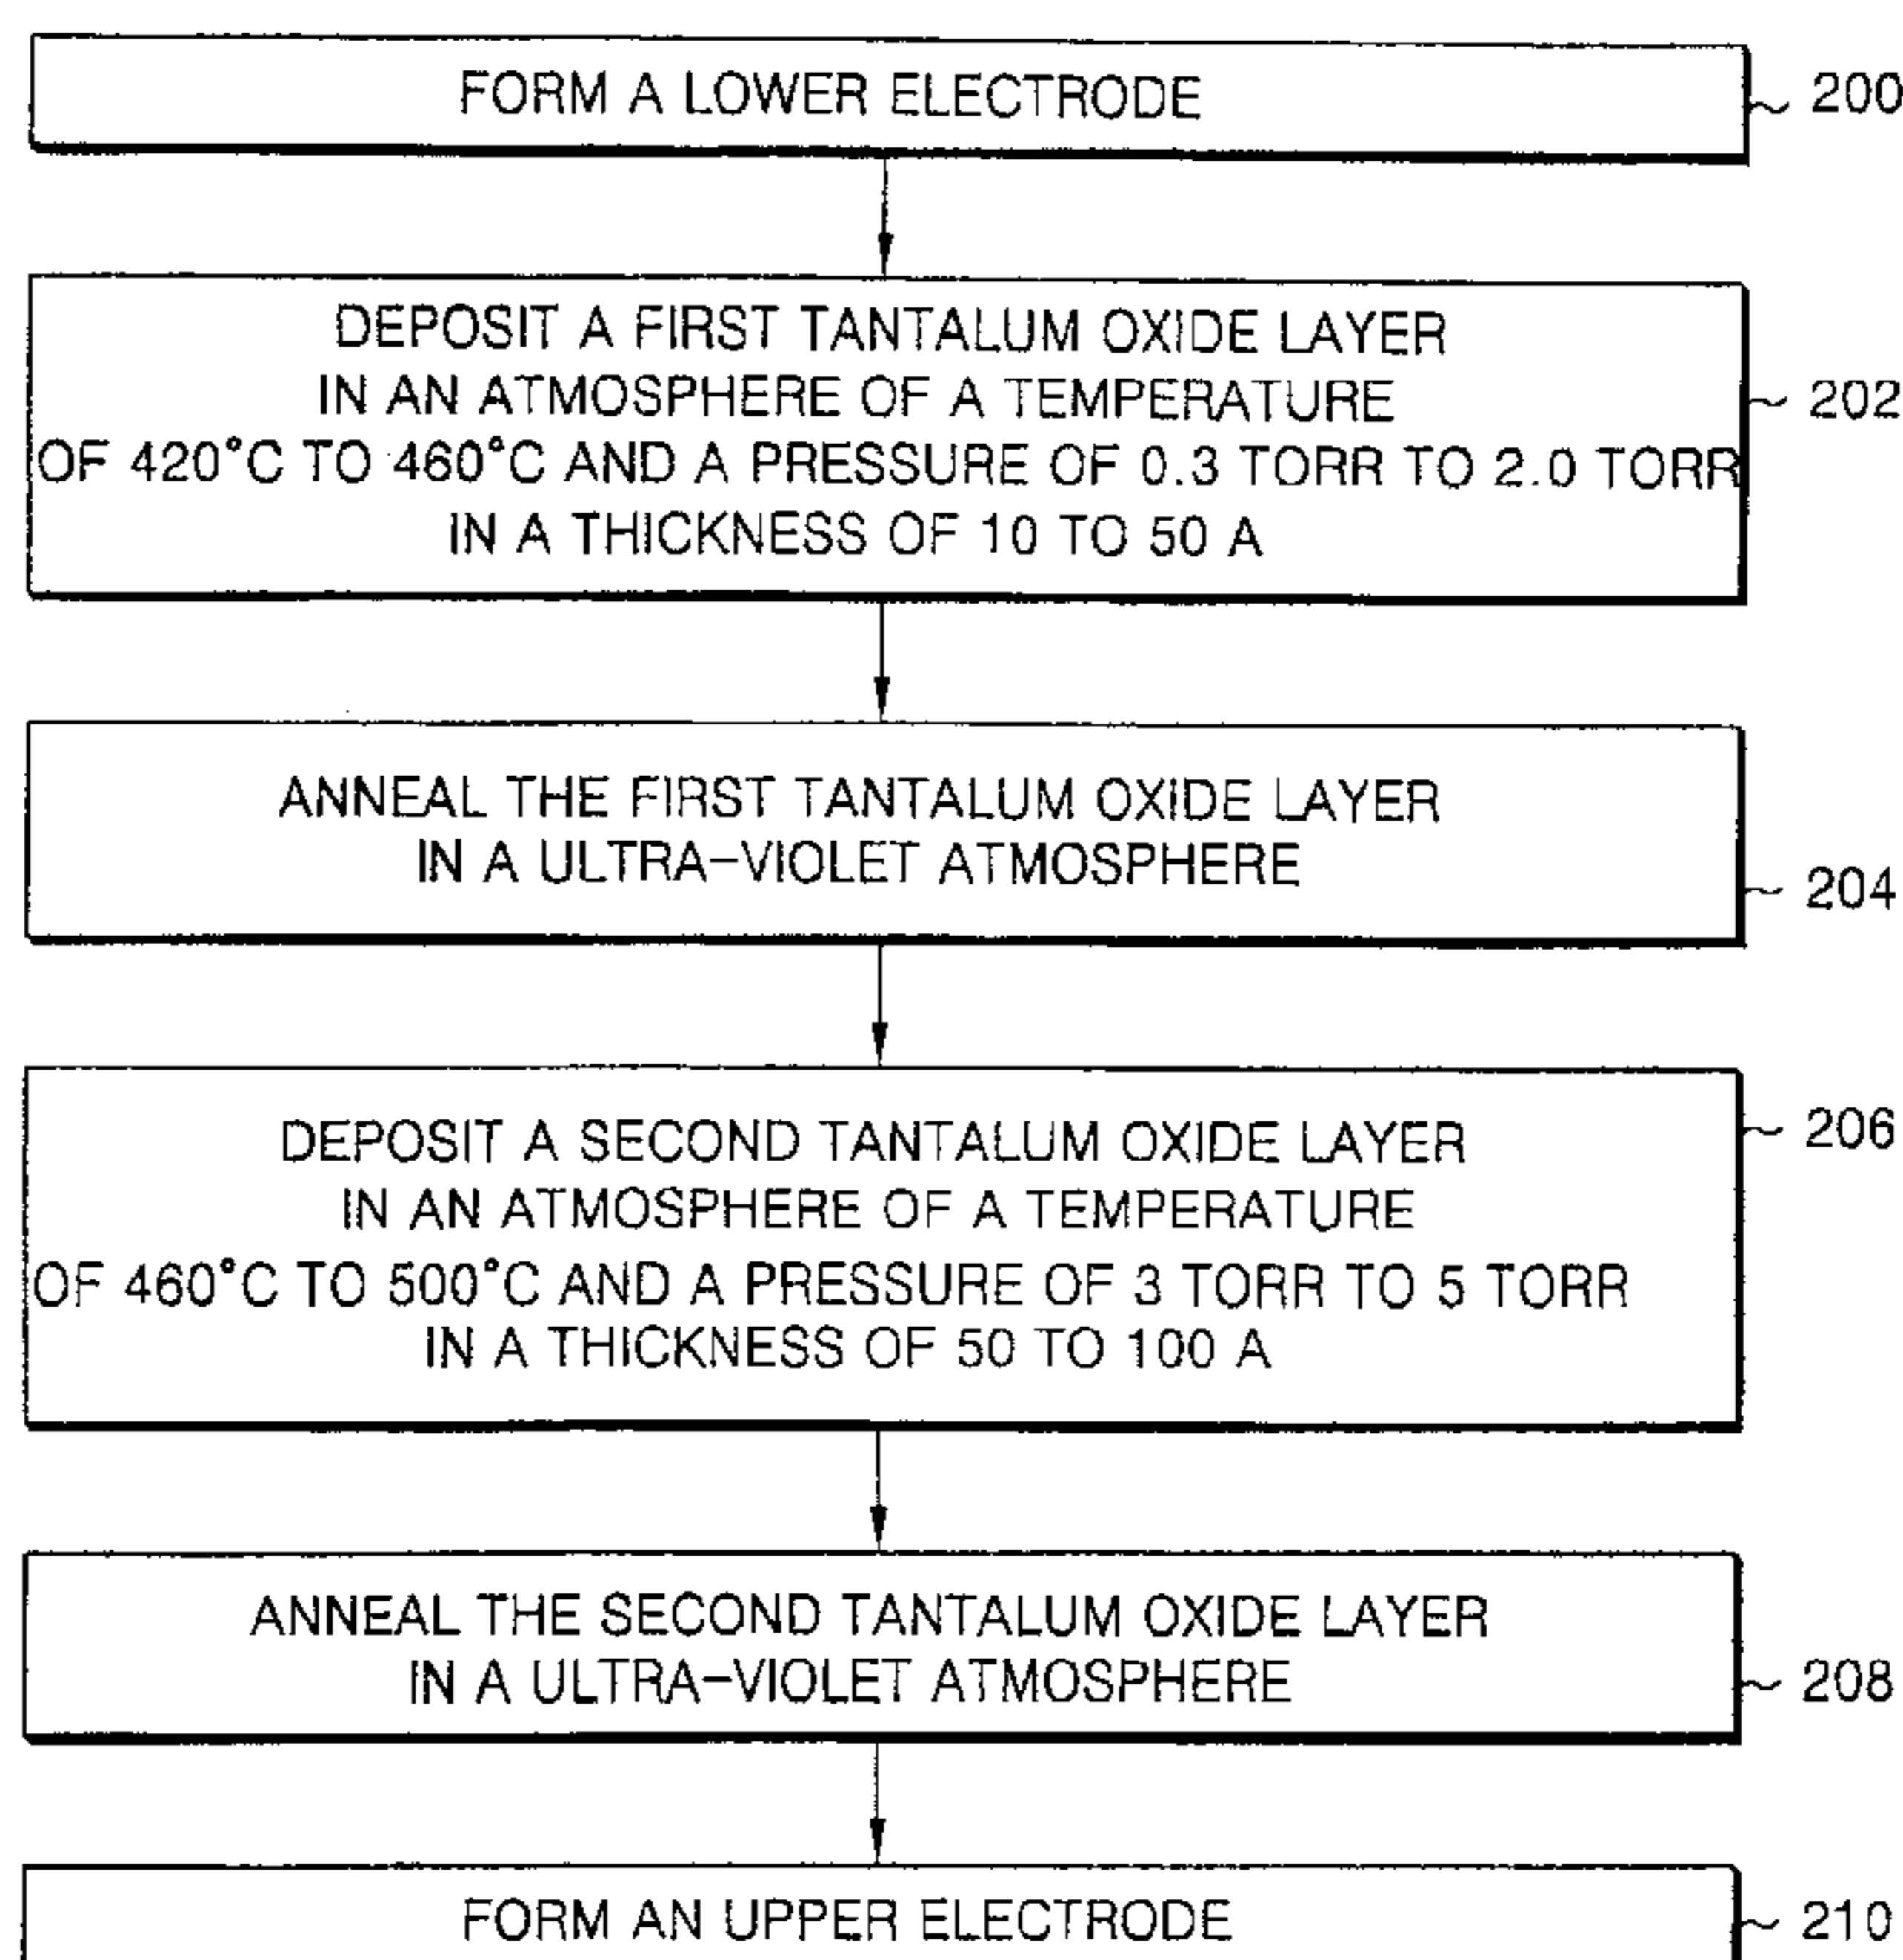 FORM A LOWER ELECTRODE
200
DEPOSIT A FIRST TANTALUM OXIDE LAYER
IN AN ATMOSPHERE OF A TEMPERATURE
202
OF 420°C TO 460°C AND A PRESSURE OF 0.3 TORR TO 2.0 TORR
IN A THICKNESS OF 10 TO 50 A
ANNEAL THE FIRST TANTALUM OXIDE LAYER
IN A ULTRA-VIOLET ATMOSPHERE
204
DEPOSIT A SECOND TANTALUM OXIDE LAYER
206
IN AN ATMOSPHERE OF A TEMPERATURE
OF 460°C TO 500°C AND A PRESSURE OF 3 TORR TO 5 TORR
IN A THICKNESS OF 50 TO 100 A
ANNEAL THE SECOND TANTALUM OXIDE LAYER
IN A ULTRA-VIOLET ATMOSPHERE
208
FORM AN UPPER ELECTRODE
210